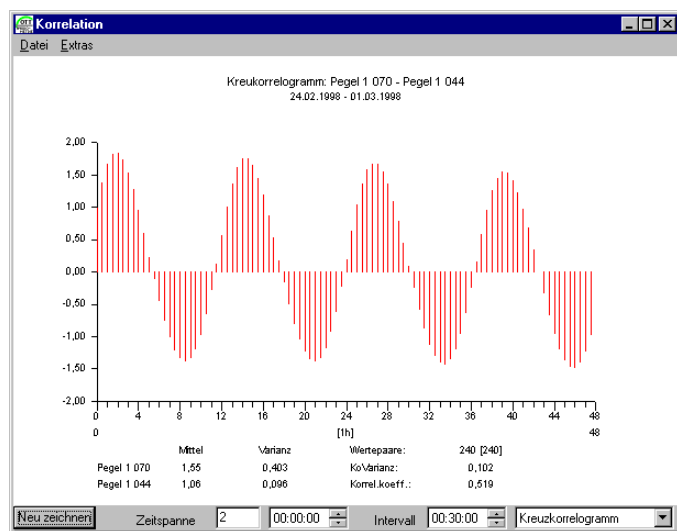 OTT
Korrelation
Datei Extras
Kreukorrelogramm: Pegel 1 070 - Pegel 1 044
24.02.1998 - 01.03.1998
2,00
1,50
1,00
0,50
0,00
-0,50
-1,00
-1,50
-2,00
0 4 8 12 16 20 24 28 32 36 40 44 48
0 [1h] 48
Mittel Varianz Wertepaare: 240 [240]
Pegel 1 070 1,55 0,403 KoVarianz: 0,102
Pegel 1 044 1,06 0,096 Korrel.koeff.: 0,519
Neu zeichnen Zeitspanne 2 00:00:00 Intervall 00:30:00 Kreuzkorrelogramm